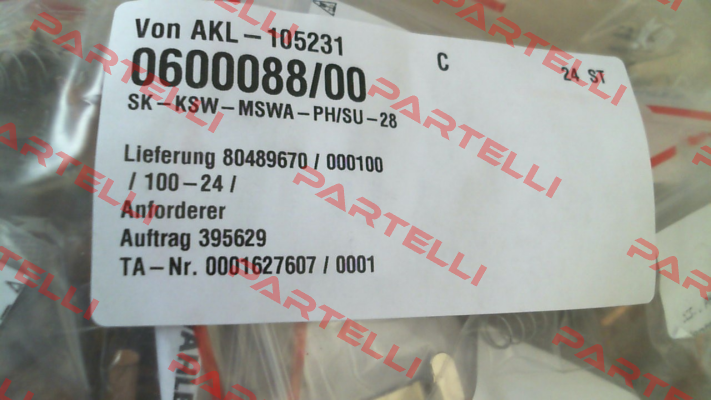 Von AKL-105231
C
24 ST
0600088/00
SK-KSW-MSWA-PH/SU-28
Lieferung 80489670 / 000100
/ 100-24 /
Anforderer
Auftrag 395629
TA-Nr. 0001627607 / 0001
PARTELLI
PARTELLI
PARTELLI
PARTELLI
PARTELLI